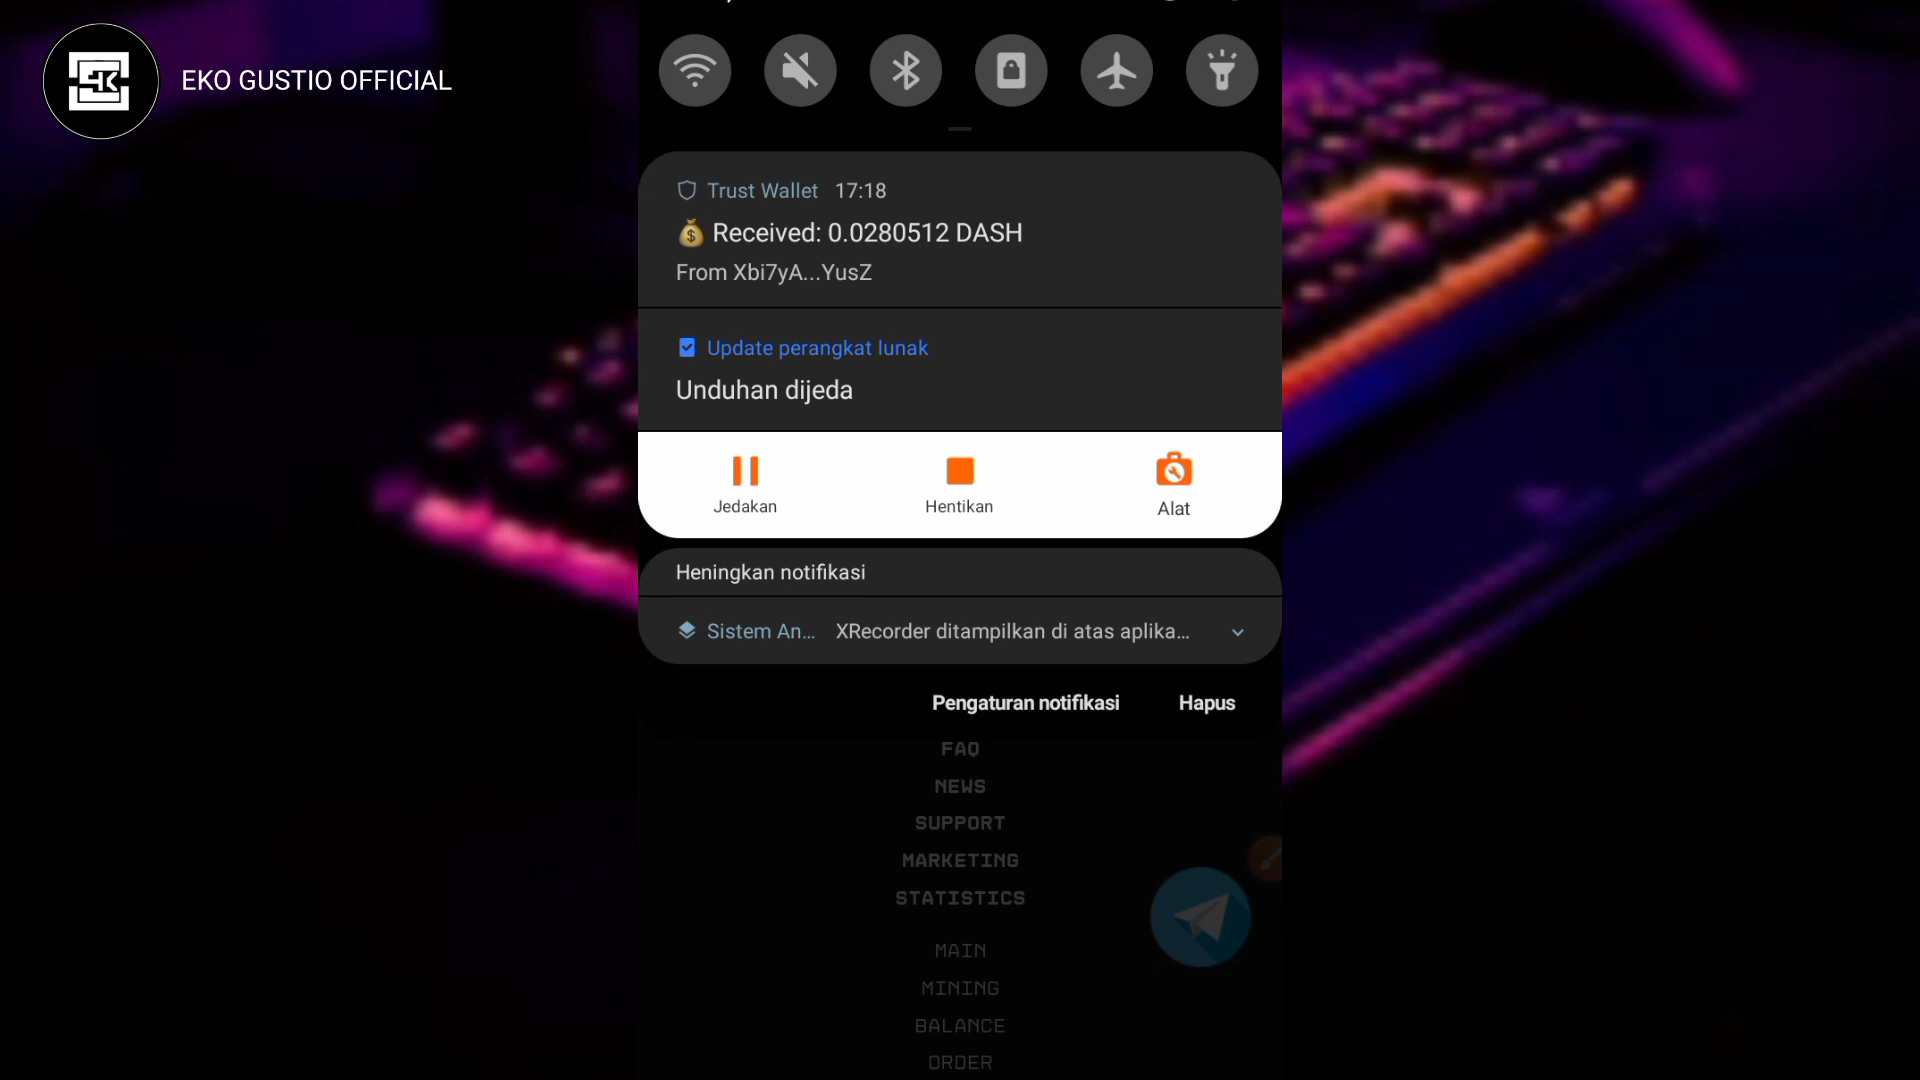 EKO GUSTIO OFFICIAL
Trust Wallet 17:18
Received: 0.0280512 DASH
From Xbi7yA...YusZ
Update perangkat lunak
Unduhan dijeda
Jedakan Hentikan Alat
Heningkan notifikasi
Sistem An... XRecorder ditampilkan di atas aplika...
Pengaturan notifikasi Hapus
FAQ
NEWS
SUPPORT
MARKETING
STATISTICS
MAIN
MINING
BALANCE
ORDER